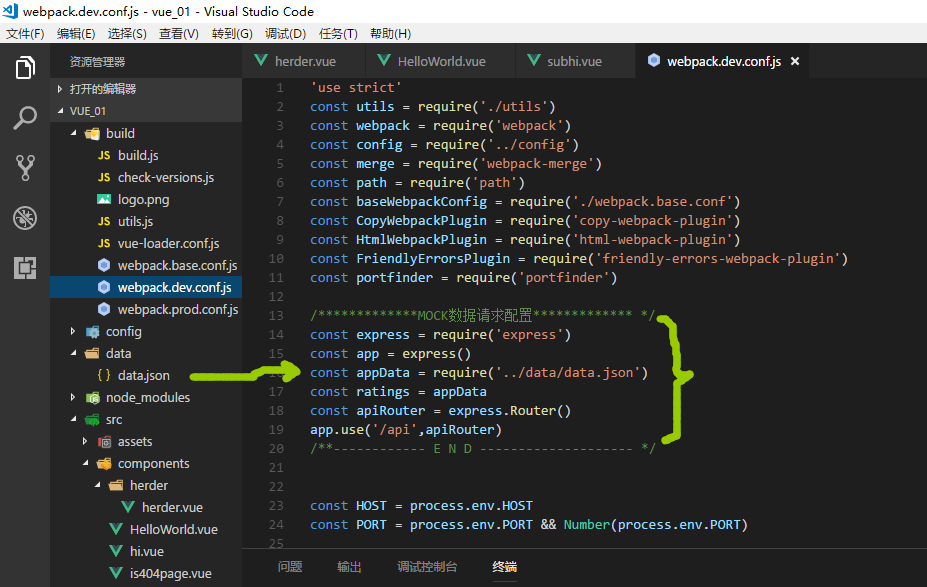 webpack.dev.conf.js - vue_01 - Visual Studio Code
文件(F) 编辑(E) 选择(S) 查看(V) 转到(G) 调试(D) 任务(T) 帮助(H)
资源管理器
打开的编辑器
VUE_01
build
JS build.js
JS check-versions.js
logo.png
JS utils.js
JS vue-loader.conf.js
webpack.base.conf.js
webpack.dev.conf.js
webpack.prod.conf.js
config
data
{ } data.json
node_modules
src
assets
components
herder
herder.vue
HelloWorld.vue
hi.vue
is404page.vue
herder.vue HelloWorld.vue subhi.vue webpack.dev.conf.js ×
1 'use strict'
2 const utils = require('./utils')
3 const webpack = require('webpack')
4 const config = require('../config')
5 const merge = require('webpack-merge')
6 const path = require('path')
7 const baseWebpackConfig = require('./webpack.base.conf')
8 const CopyWebpackPlugin = require('copy-webpack-plugin')
9 const HtmlWebpackPlugin = require('html-webpack-plugin')
10 const FriendlyErrorsPlugin = require('friendly-errors-webpack-plugin')
11 const portfinder = require('portfinder')
12
13 /*************MOCK数据请求配置************* */
14 const express = require('express')
15 const app = express()
const appData = require('../data/data.json')
17 const ratings = appData
18 const apiRouter = express.Router()
19 app.use('/api',apiRouter)
20 /**------------ E N D -------------------- */
21
22
23 const HOST = process.env.HOST
24 const PORT = process.env.PORT && Number(process.env.PORT)
25
问题 输出 调试控制台 终端